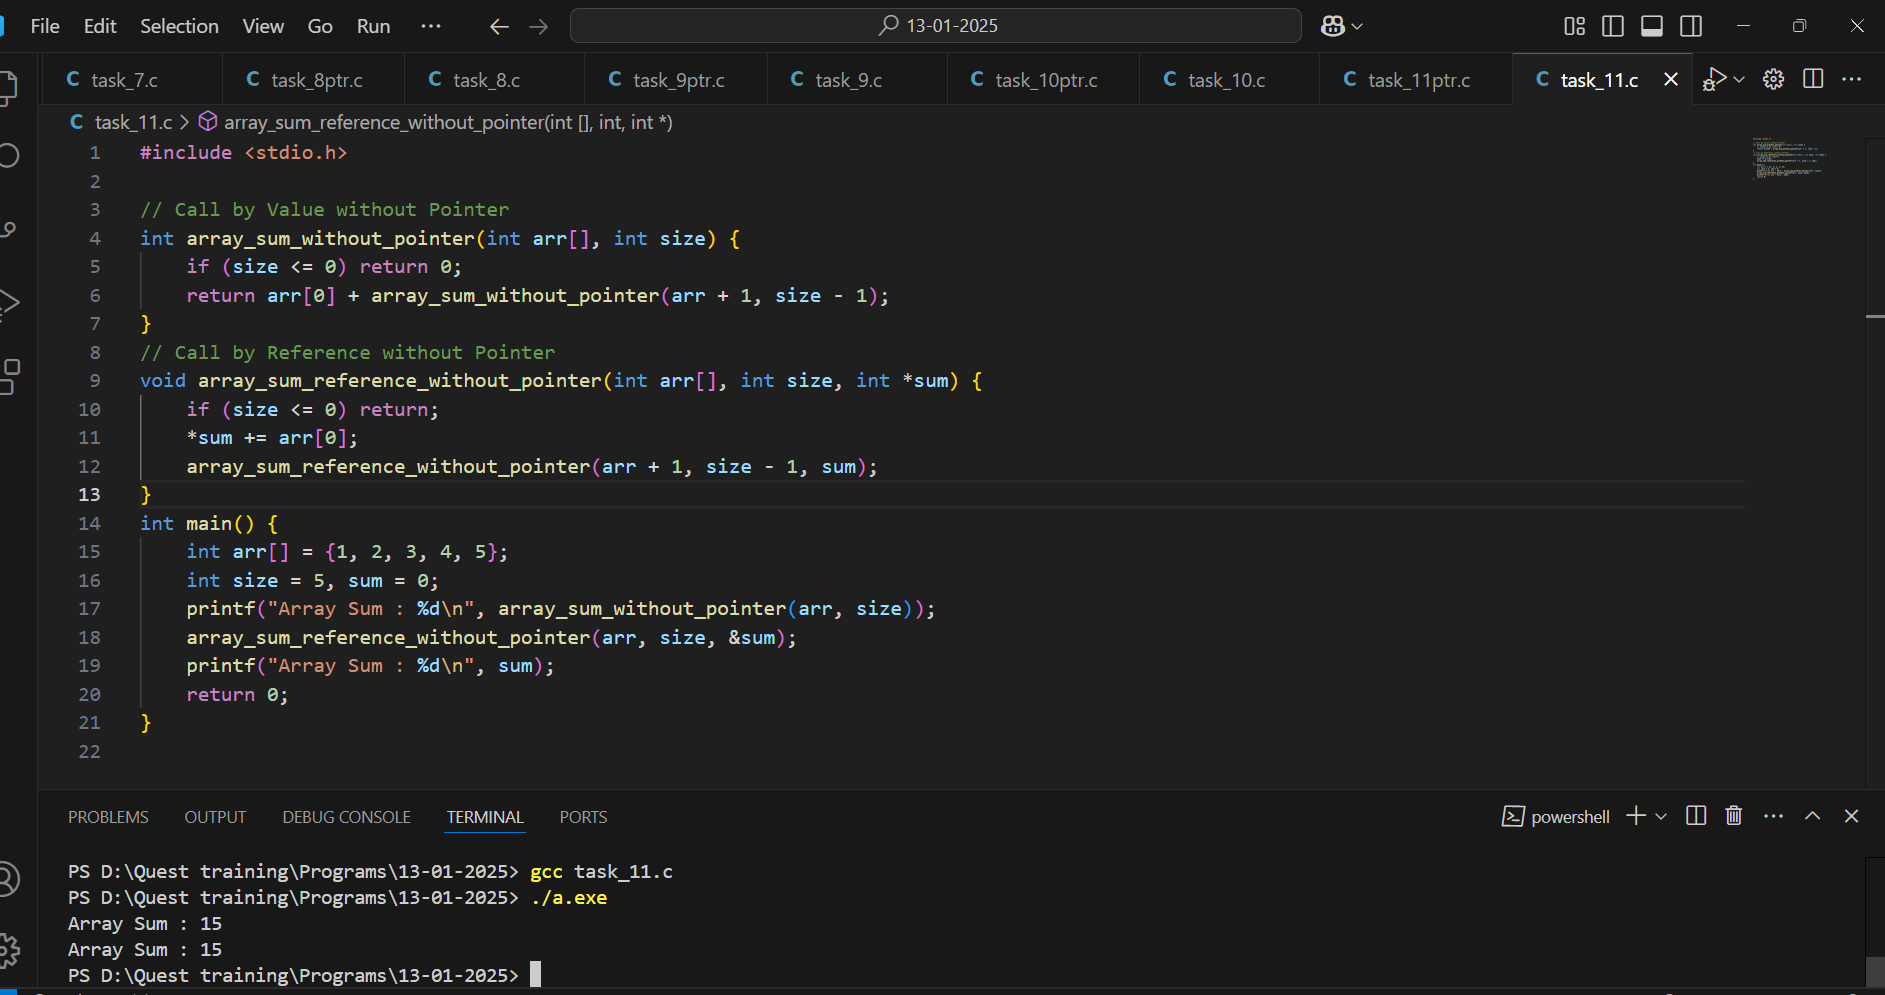 File Edit Selection View Go Run ··· 13-01-2025
C task_7.c C task_8ptr.c C task_8.c C task_9ptr.c C task_9.c C task_10ptr.c C task_10.c C task_11ptr.c C task_11.c
C task_11.c > array_sum_reference_without_pointer(int [], int, int *)
1 #include <stdio.h>
2
3 // Call by Value without Pointer
4 int array_sum_without_pointer(int arr[], int size) {
5     if (size <= 0) return 0;
6     return arr[0] + array_sum_without_pointer(arr + 1, size - 1);
7 }
8 // Call by Reference without Pointer
9 void array_sum_reference_without_pointer(int arr[], int size, int *sum) {
10     if (size <= 0) return;
11     *sum += arr[0];
12     array_sum_reference_without_pointer(arr + 1, size - 1, sum);
13 }
14 int main() {
15     int arr[] = {1, 2, 3, 4, 5};
16     int size = 5, sum = 0;
17     printf("Array Sum : %d\n", array_sum_without_pointer(arr, size));
18     array_sum_reference_without_pointer(arr, size, &sum);
19     printf("Array Sum : %d\n", sum);
20     return 0;
21 }
22
PROBLEMS OUTPUT DEBUG CONSOLE TERMINAL PORTS powershell
PS D:\Quest training\Programs\13-01-2025> gcc task_11.c
PS D:\Quest training\Programs\13-01-2025> ./a.exe
Array Sum : 15
Array Sum : 15
PS D:\Quest training\Programs\13-01-2025>